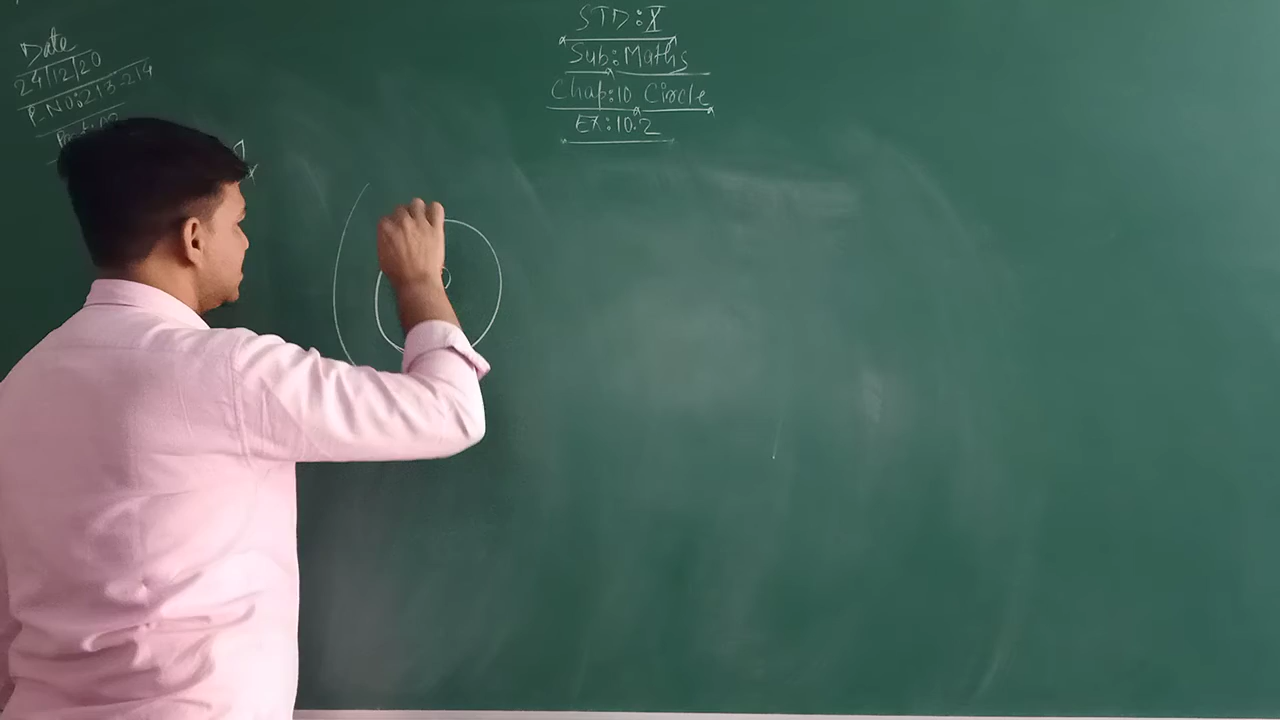 STD:X
Sub:Maths
Chap:10 Circle
EX:10.2
Date
24/12/20
P.NO:213-214